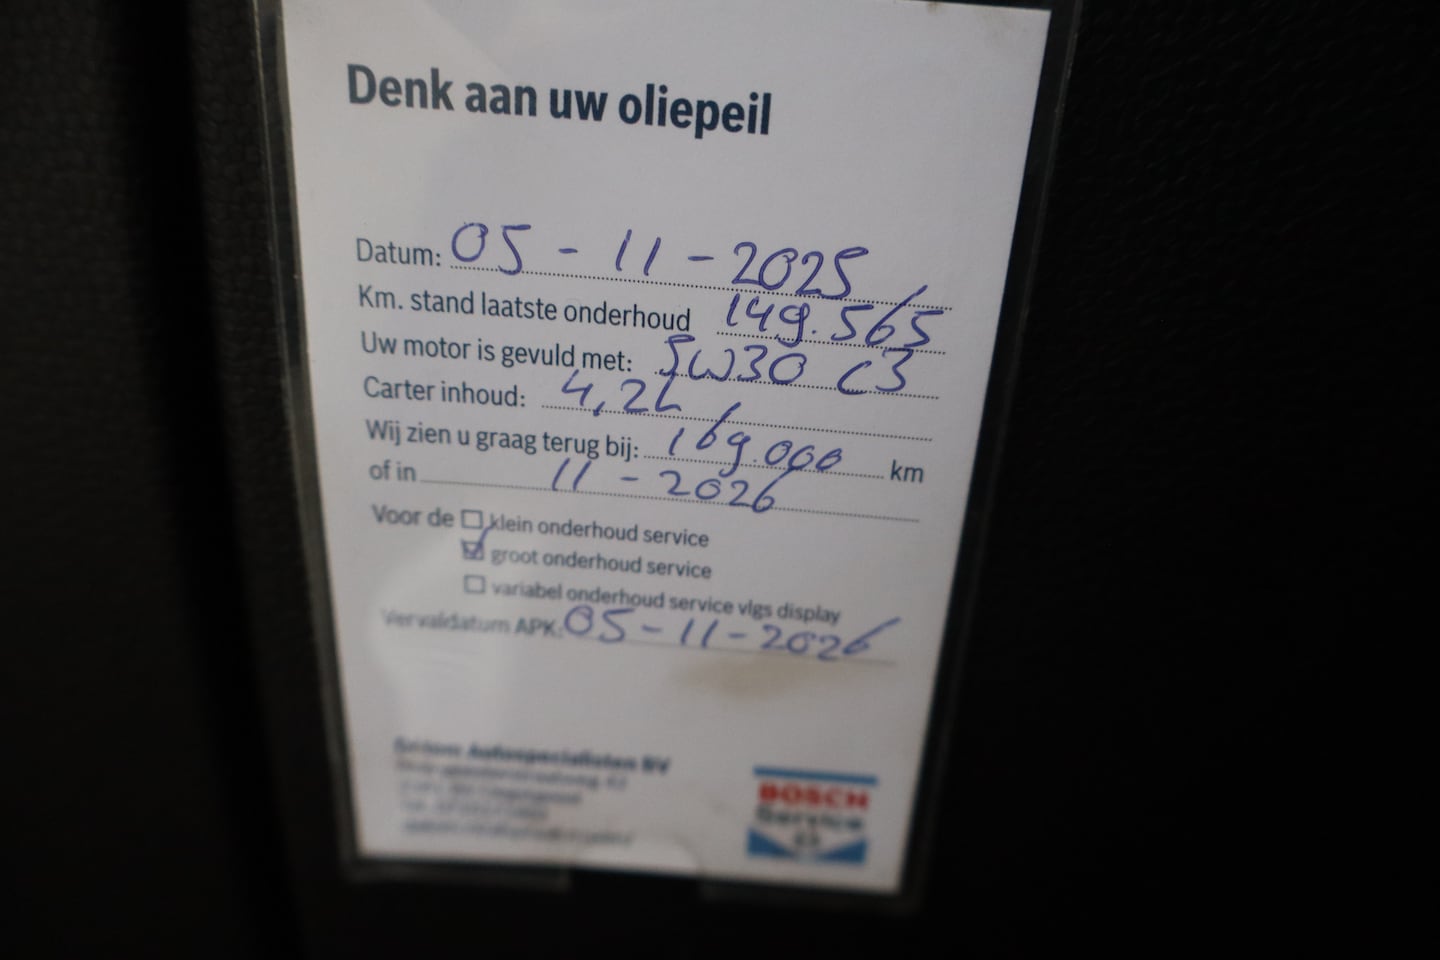 Denk aan uw oliepeil
Datum: 05 - 11 - 2025
Km. stand laatste onderhoud 149.565
Uw motor is gevuld met: 5W30 C3
Carter inhoud: 4,2L
Wij zien u graag terug bij: 169.000 km
of in 11 - 2026
Voor de ☐ klein onderhoud service
☑ groot onderhoud service
☐ variabel onderhoud service vlgs display
Vervaldatum APK: 05 - 11 - 2026
Autospecialisten BV
BOSCH
Service